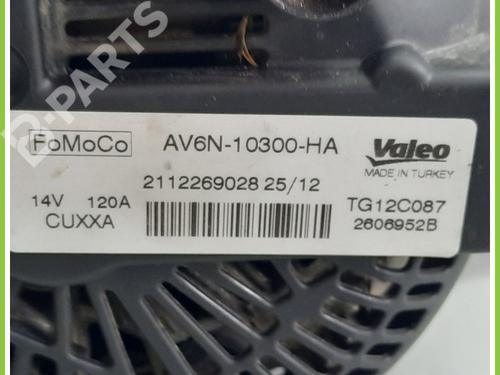 FoMoCo
AV6N-10300-HA
Valeo
MADE IN TURKEY
2112269028 25/12
14V 120A
CUXXA
TG12C087
2606952B
B-PARTS